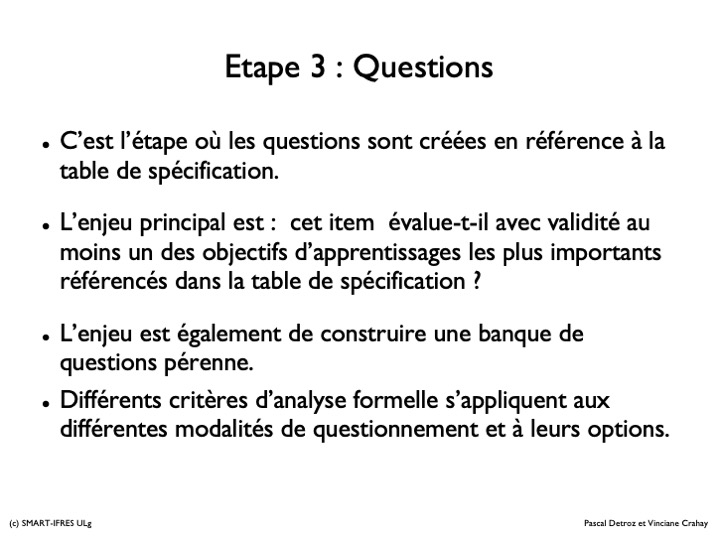 Etape 3 : Questions
• C’est l’étape où les questions sont créées en référence à la
table de spécification.
• L’enjeu principal est :  cet item  évalue-t-il avec validité au
moins un des objectifs d’apprentissages les plus importants
référencés dans la table de spécification ?
• L’enjeu est également de construire une banque de
questions pérenne.
• Différents critères d’analyse formelle s’appliquent aux
différentes modalités de questionnement et à leurs options.
(c) SMART-IFRES ULg
Pascal Detroz et Vinciane Crahay